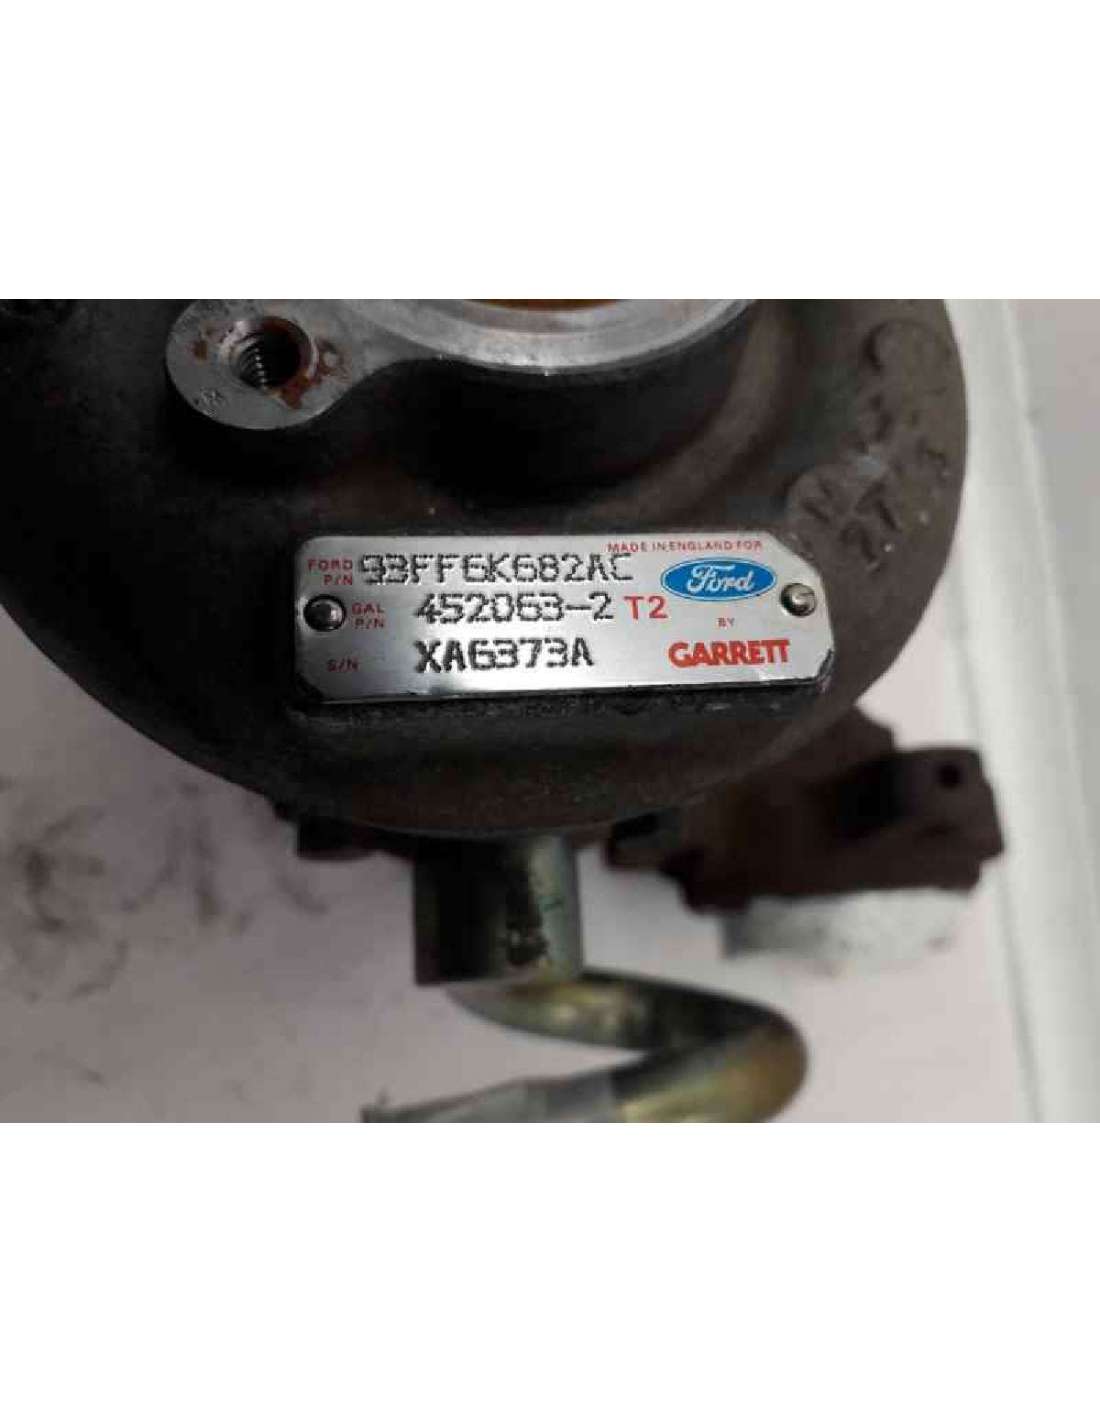 MADE IN ENGLAND FOR
FORD P/N 93FF6K682AC
Ford
GAL P/N 452063-2 T2
BY
S/N XA6373A
GARRETT